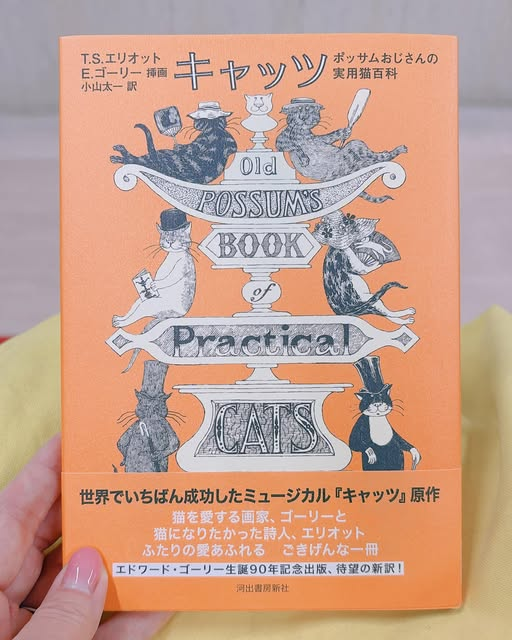 T.S.エリオット
E.ゴーリー 挿画
小山太一 訳
キャッツ
ポッサムおじさんの
実用猫百科
Old
POSSUM'S
BOOK
of
Practical
CATS
世界でいちばん成功したミュージカル『キャッツ』原作
猫を愛する画家、ゴーリーと
猫になりたかった詩人、エリオット
ふたりの愛あふれる ごきげんな一冊
エドワード・ゴーリー生誕90年記念出版、待望の新訳!
河出書房新社